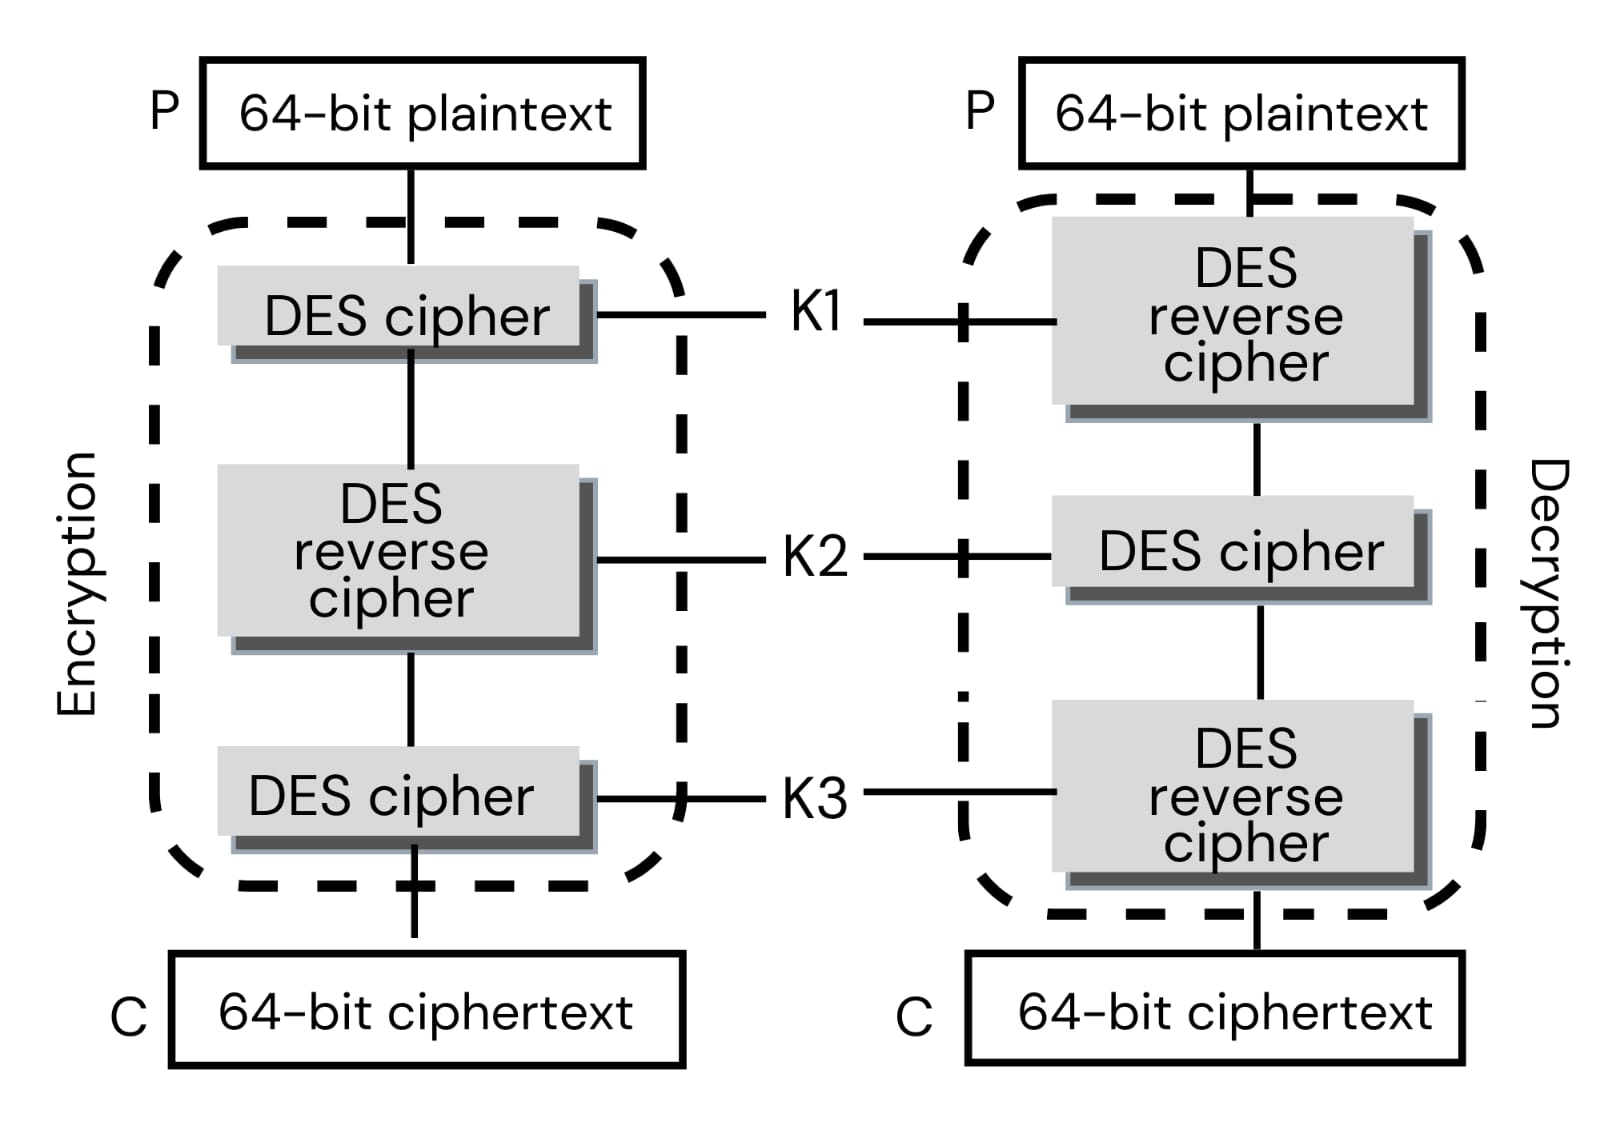 P
64-bit plaintext
P
64-bit plaintext
DES cipher
K1
DES
reverse
cipher
Encryption
DES
reverse
cipher
K2
DES cipher
Decryption
DES cipher
K3
DES
reverse
cipher
C
64-bit ciphertext
C
64-bit ciphertext